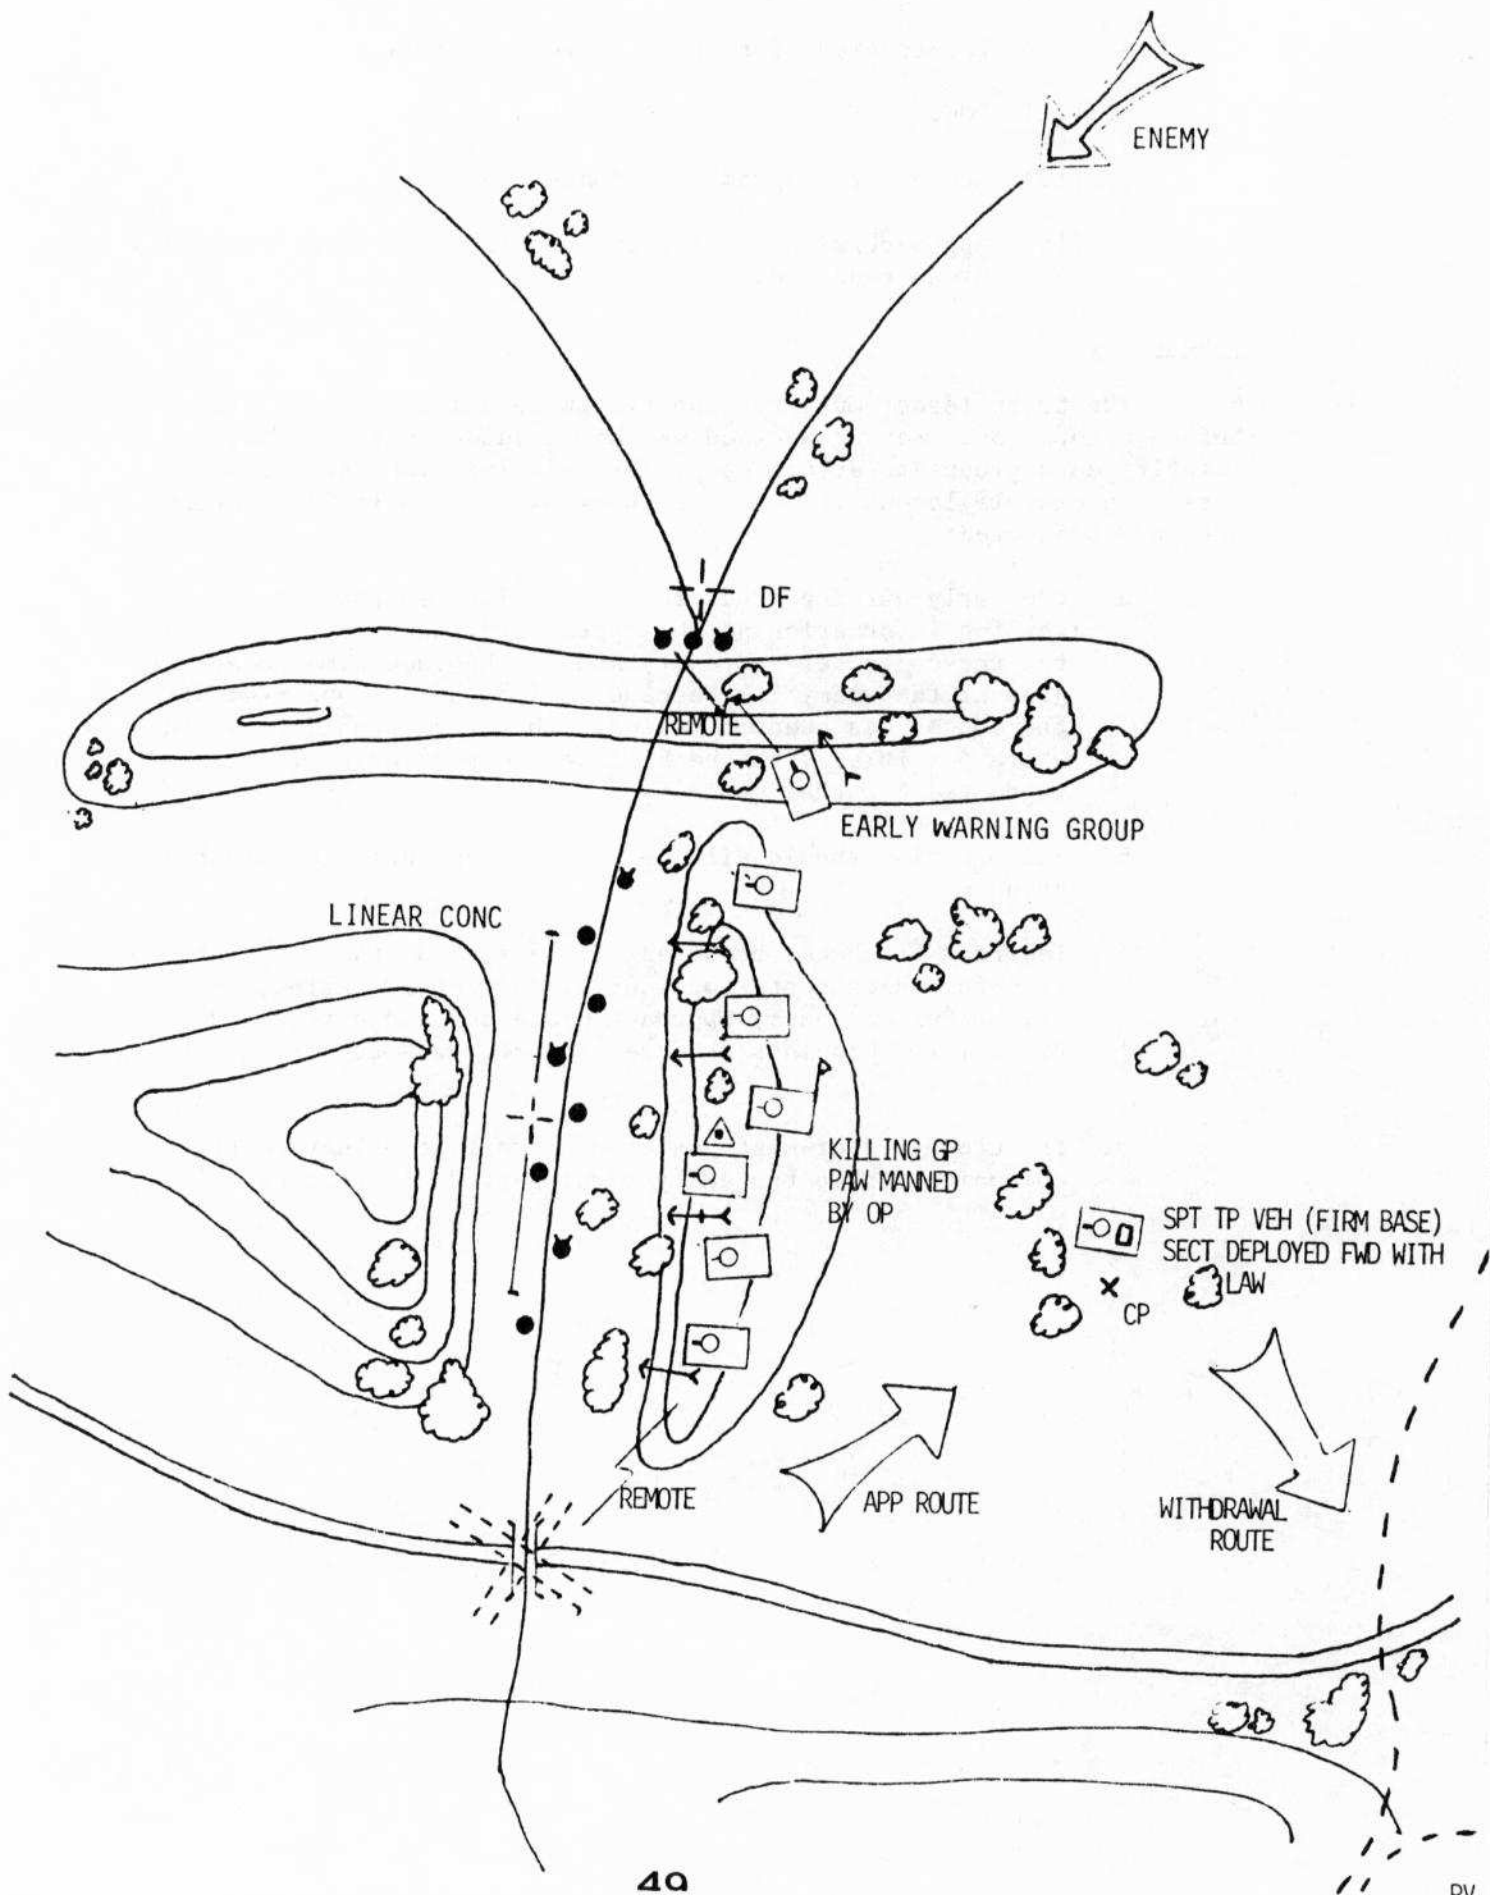 ENEMY
DF
REMOTE
EARLY WARNING GROUP
LINEAR CONC
KILLING GP
PAW MANNED
BY OP
SPT TP VEH (FIRM BASE)
SECT DEPLOYED FWD WITH
LAW
CP
REMOTE
APP ROUTE
WITHDRAWAL
ROUTE
49
RV